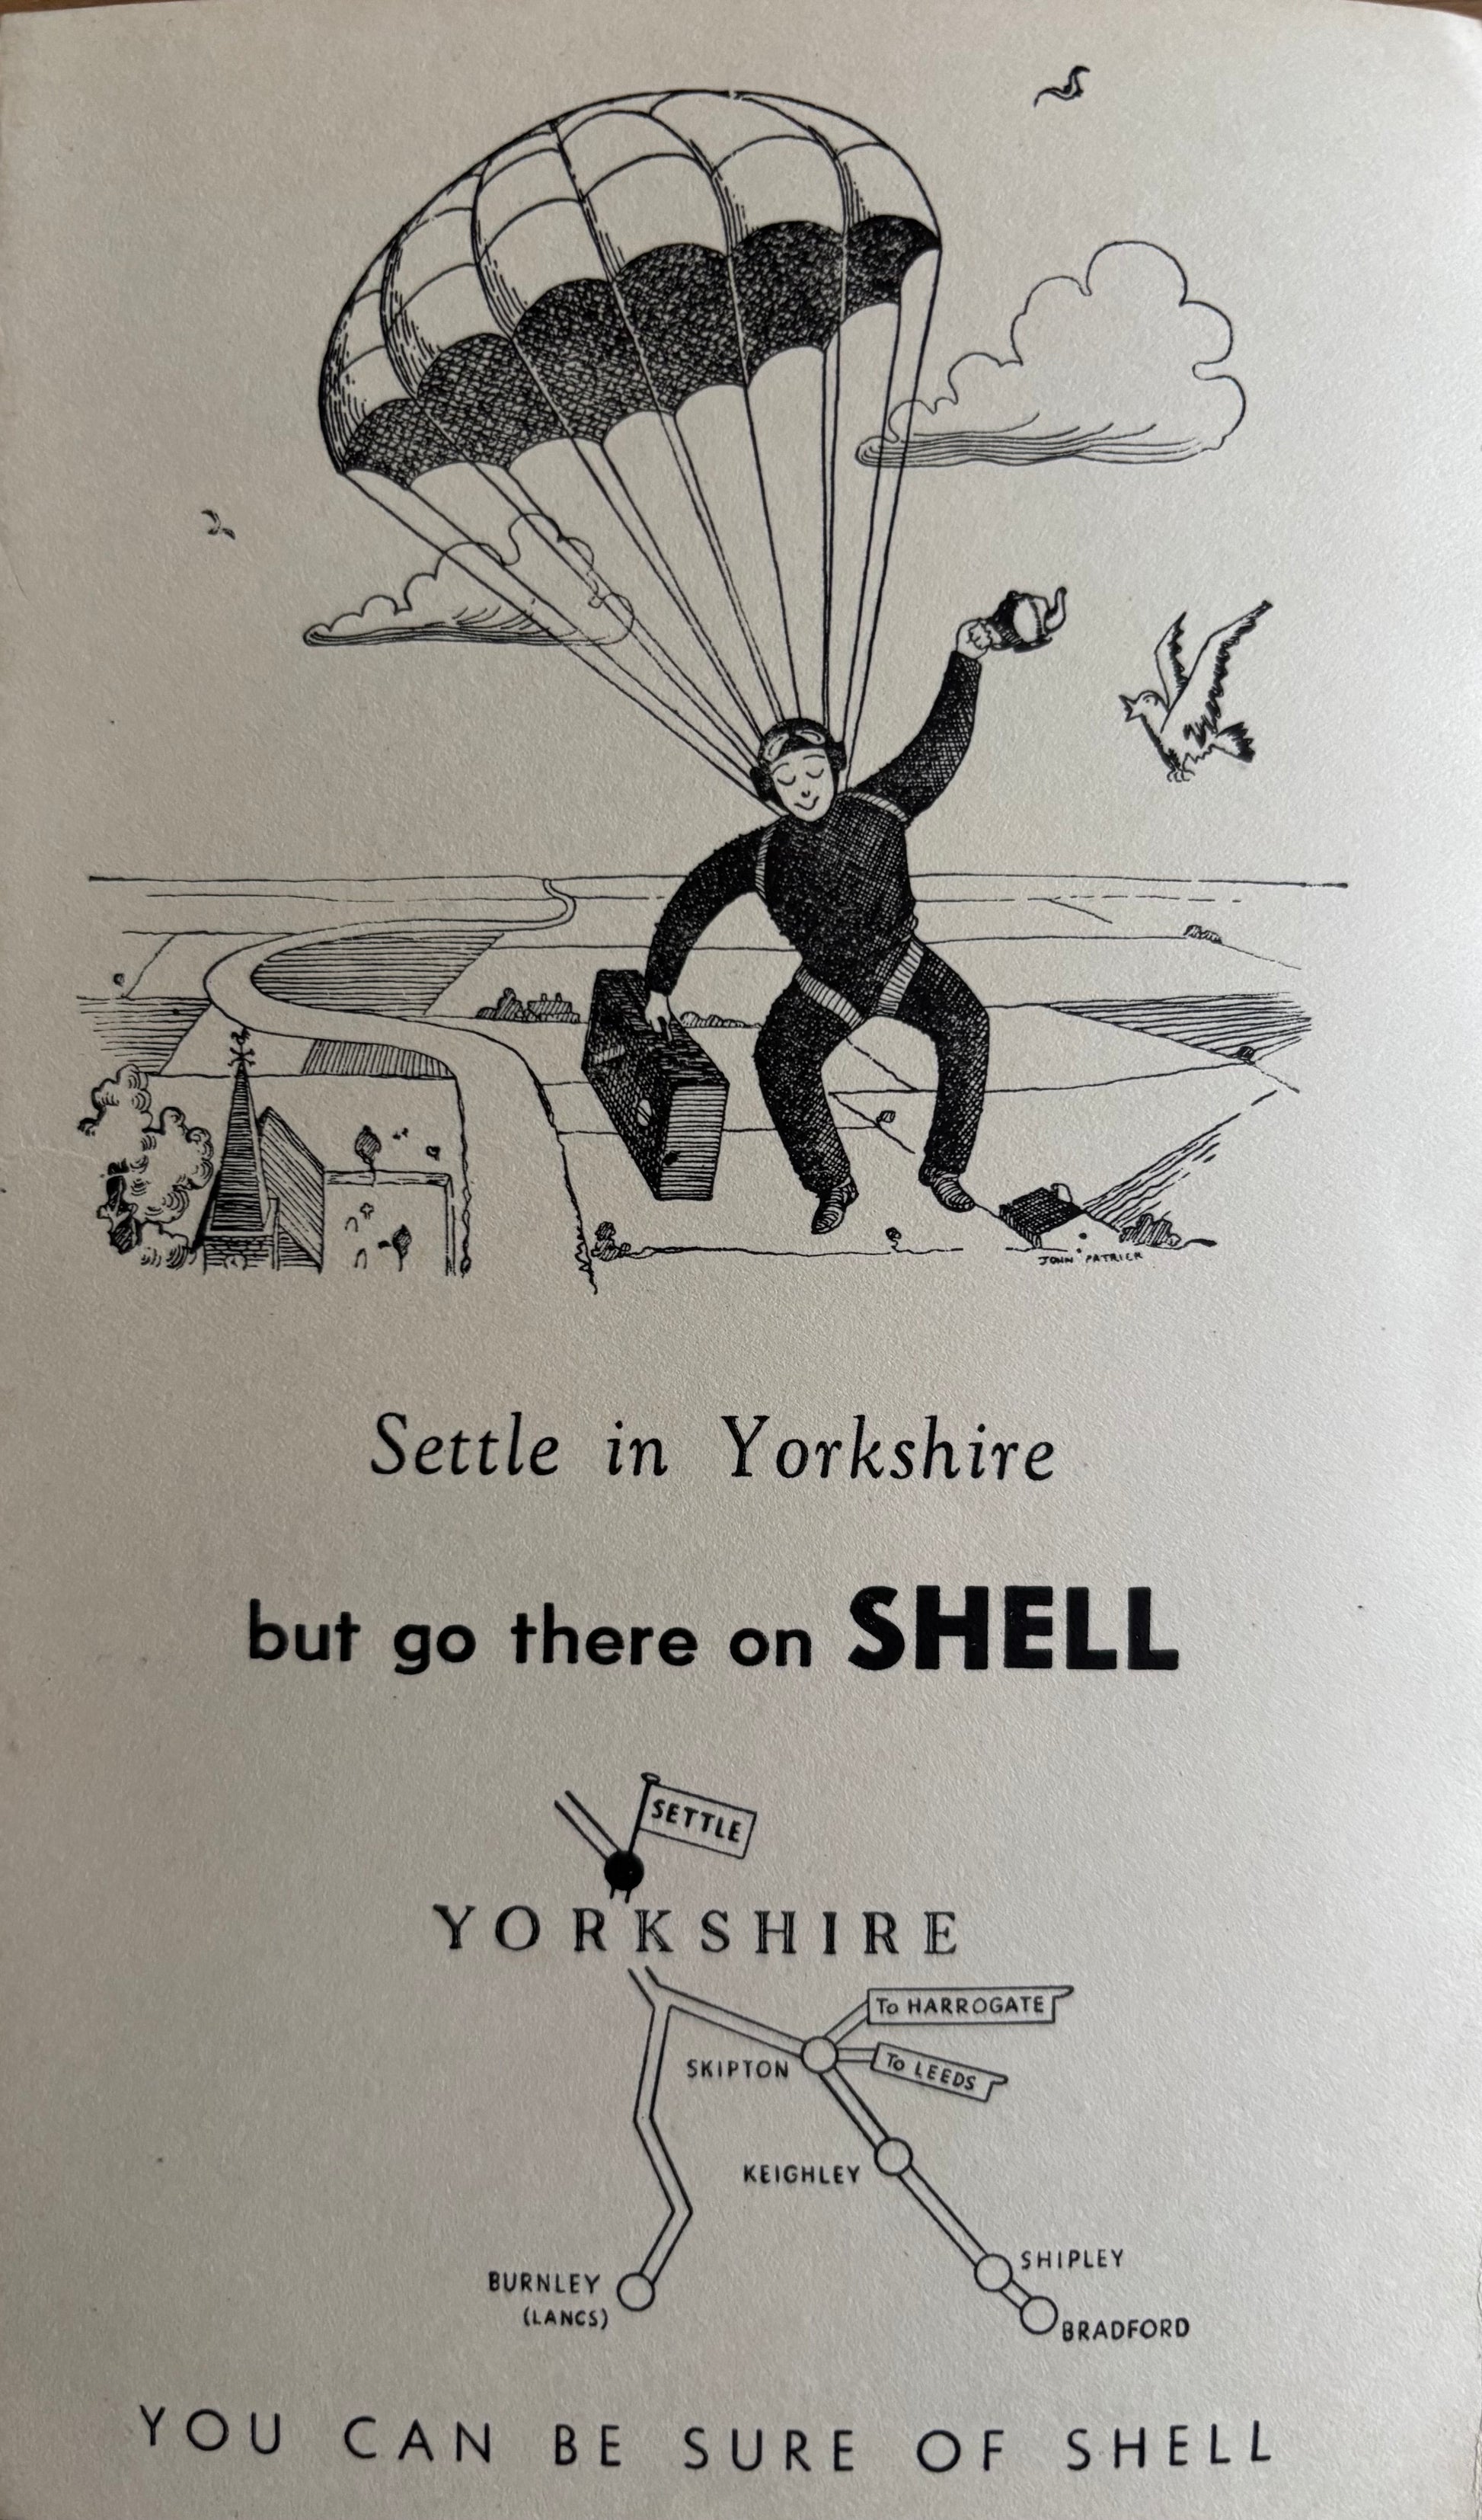 JOHN PATRICK
Settle in Yorkshire
but go there on SHELL
SETTLE
YORKSHIRE
To HARROGATE
SKIPTON
To LEEDS
KEIGHLEY
SHIPLEY
BURNLEY
(LANCS)
BRADFORD
YOU CAN BE SURE OF SHELL